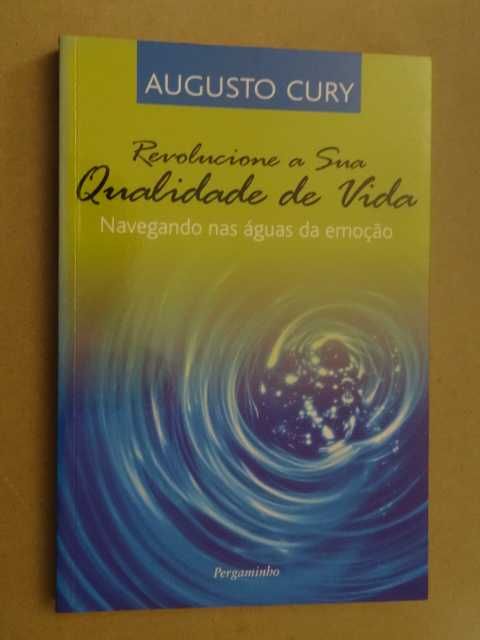 AUGUSTO CURY
Revolucione a Sua
Qualidade de Vida
Navegando nas águas da emoção
Pergaminho